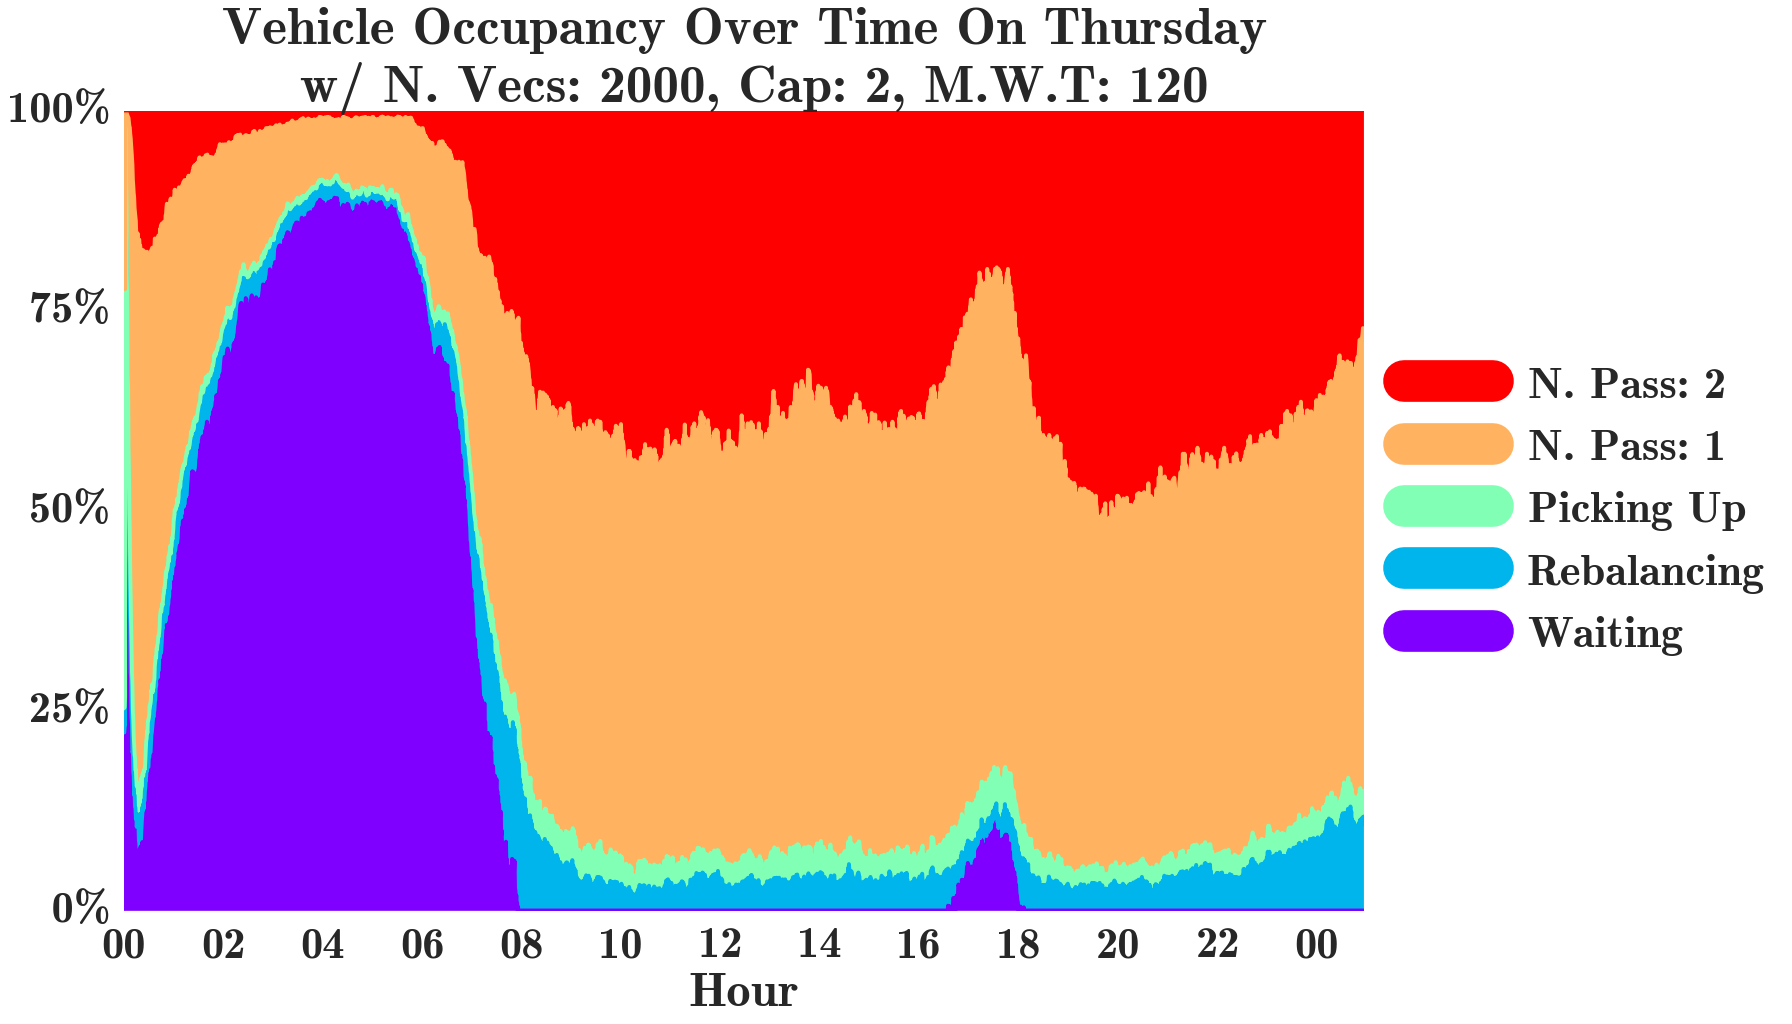 Vehicle Occupancy Over Time On Thursday
w/ N. Vecs: 2000, Cap: 2, M.W.T: 120
100%
75%
50%
25%
0%
00 02 04 06 08 10 12 14 16 18 20 22 00
Hour
N. Pass: 2
N. Pass: 1
Picking Up
Rebalancing
Waiting